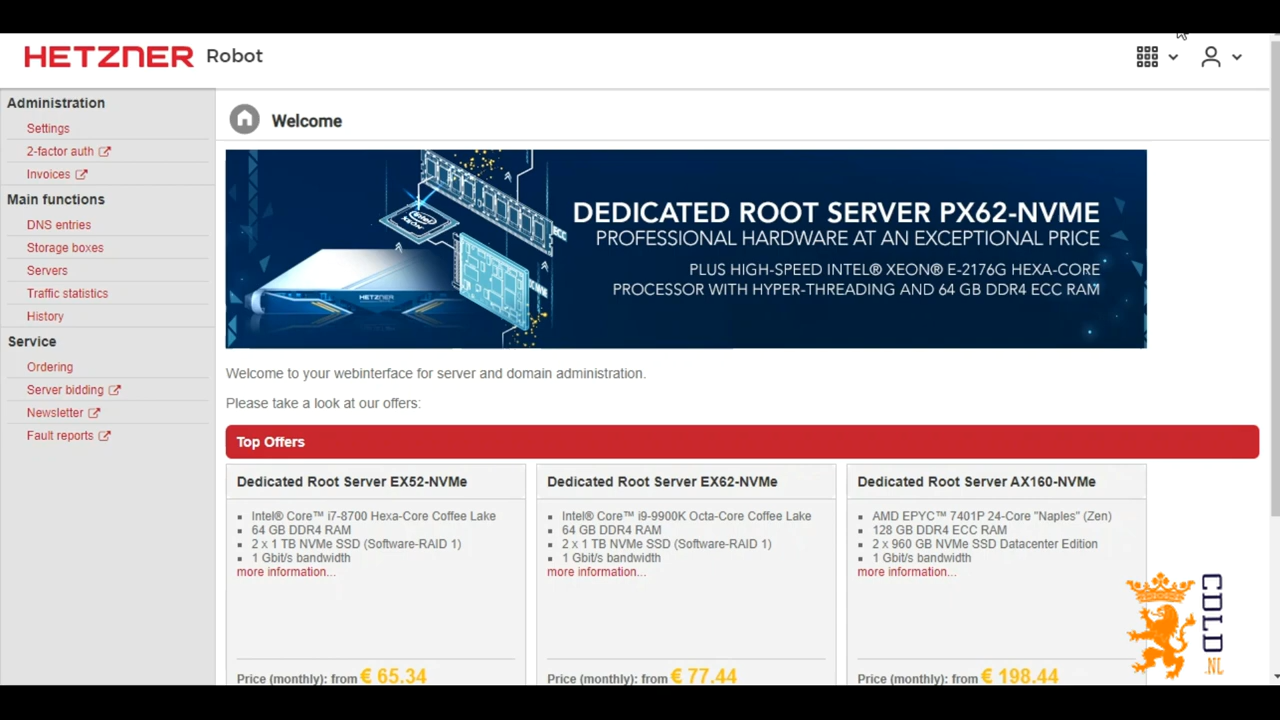 HETZNER Robot
Administration
Settings
2-factor auth
Invoices
Main functions
DNS entries
Storage boxes
Servers
Traffic statistics
History
Service
Ordering
Server bidding
Newsletter
Fault reports
Welcome
DEDICATED ROOT SERVER PX62-NVME
PROFESSIONAL HARDWARE AT AN EXCEPTIONAL PRICE
PLUS HIGH-SPEED INTEL® XEON® E-2176G HEXA-CORE
PROCESSOR WITH HYPER-THREADING AND 64 GB DDR4 ECC RAM
ECC
HETZNER
Welcome to your webinterface for server and domain administration.
Please take a look at our offers:
Top Offers
Dedicated Root Server EX52-NVMe
Intel® Core™ i7-8700 Hexa-Core Coffee Lake
64 GB DDR4 RAM
2 x 1 TB NVMe SSD (Software-RAID 1)
1 Gbit/s bandwidth
more information...
Price (monthly): from € 65.34
Dedicated Root Server EX62-NVMe
Intel® Core™ i9-9900K Octa-Core Coffee Lake
64 GB DDR4 RAM
2 x 1 TB NVMe SSD (Software-RAID 1)
1 Gbit/s bandwidth
more information...
Price (monthly): from € 77.44
Dedicated Root Server AX160-NVMe
AMD EPYC™ 7401P 24-Core "Naples" (Zen)
128 GB DDR4 ECC RAM
2 x 960 GB NVMe SSD Datacenter Edition
1 Gbit/s bandwidth
more information...
Price (monthly): from € 198.44
CDLD.NL